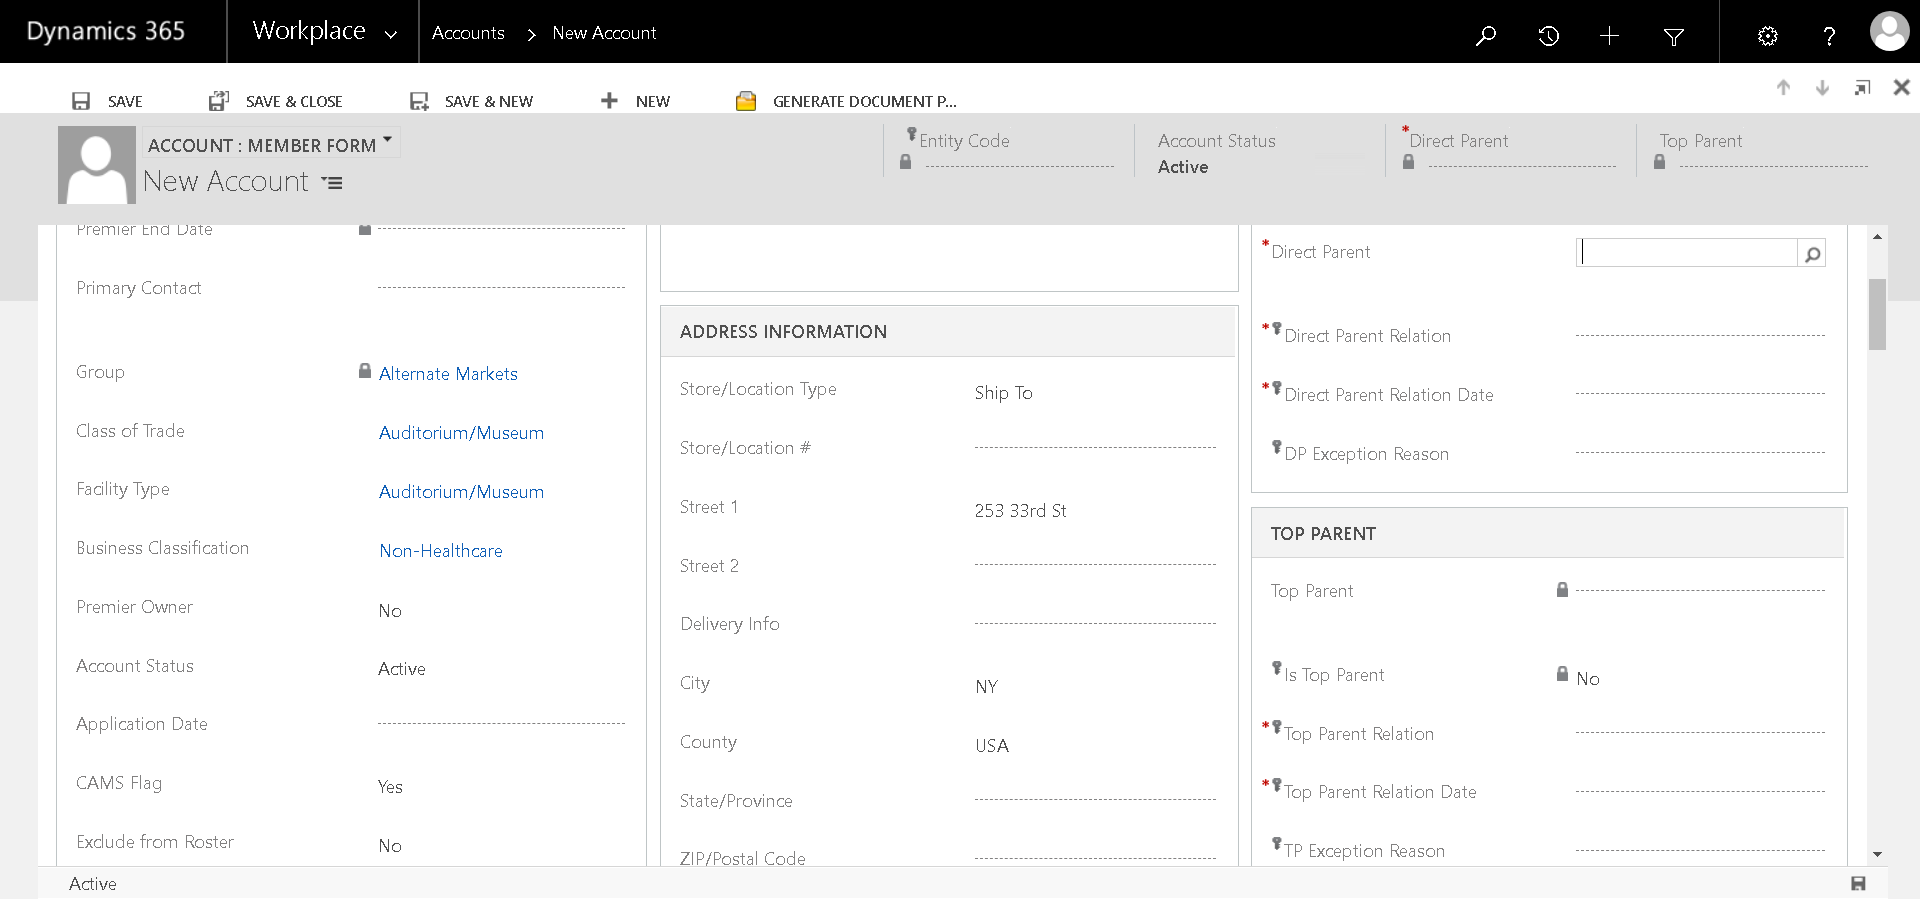 Dynamics 365
Workplace
Accounts > New Account
SAVE
SAVE & CLOSE
SAVE & NEW
NEW
GENERATE DOCUMENT P...
ACCOUNT : MEMBER FORM
New Account
Entity Code
Account Status
Active
*Direct Parent
Top Parent
Premier End Date
Primary Contact
Group
Alternate Markets
Class of Trade
Auditorium/Museum
Facility Type
Auditorium/Museum
Business Classification
Non-Healthcare
Premier Owner
No
Account Status
Active
Application Date
CAMS Flag
Yes
Exclude from Roster
No
ADDRESS INFORMATION
Store/Location Type
Ship To
Store/Location #
Street 1
253 33rd St
Street 2
Delivery Info
City
NY
County
USA
State/Province
ZIP/Postal Code
*Direct Parent
*Direct Parent Relation
*Direct Parent Relation Date
DP Exception Reason
TOP PARENT
Top Parent
Is Top Parent
No
*Top Parent Relation
*Top Parent Relation Date
TP Exception Reason
Active